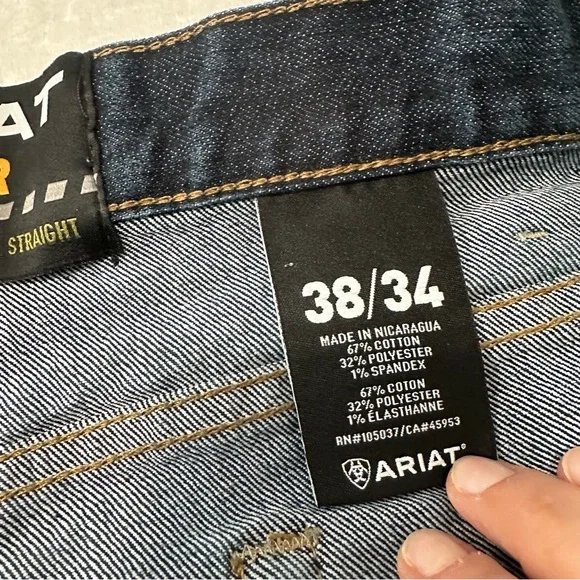 AT
R
STRAIGHT
38/34
MADE IN NICARAGUA
67% COTTON
32% POLYESTER
1% SPANDEX
67% COTON
32% POLYESTER
1% ÉLASTHANNE
RN#105037/CA#45953
ARIAT®